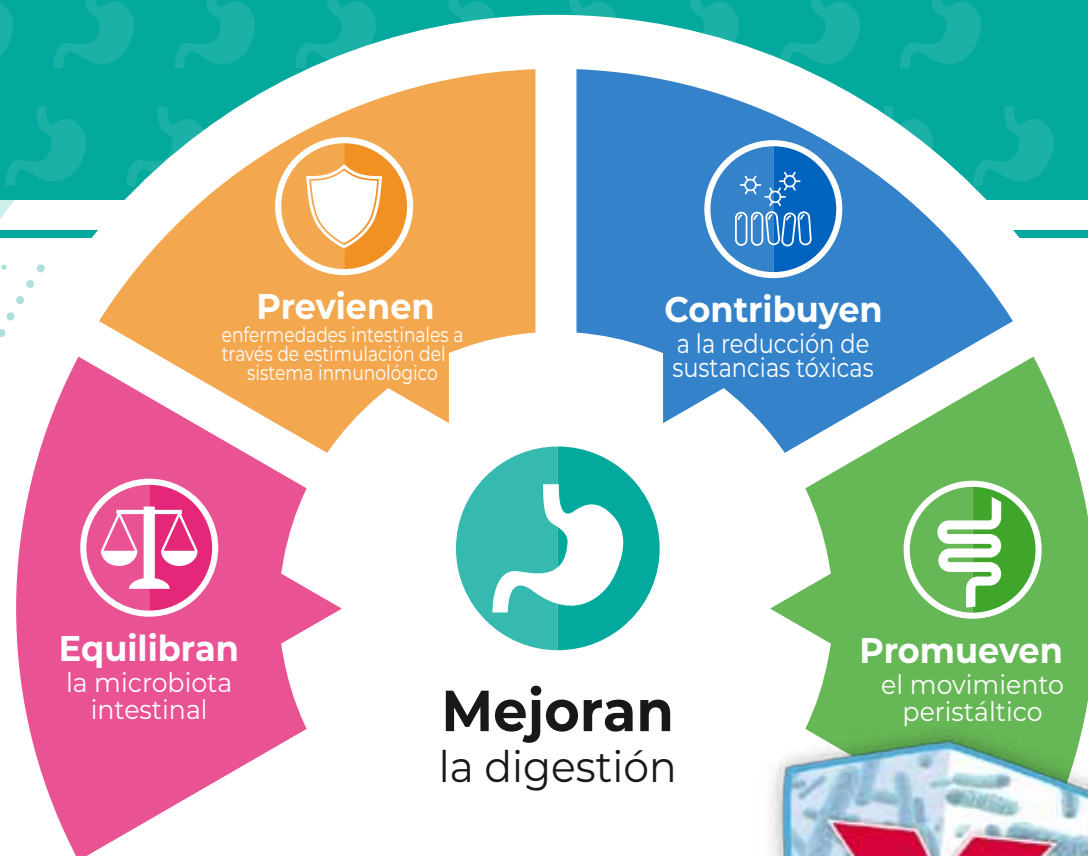 Previenen
enfermedades intestinales a
través de estimulación del
sistema inmunológico
Contribuyen
a la reducción de
sustancias tóxicas
Equilibran
la microbiota
intestinal
Mejoran
la digestión
Promueven
el movimiento
peristáltico